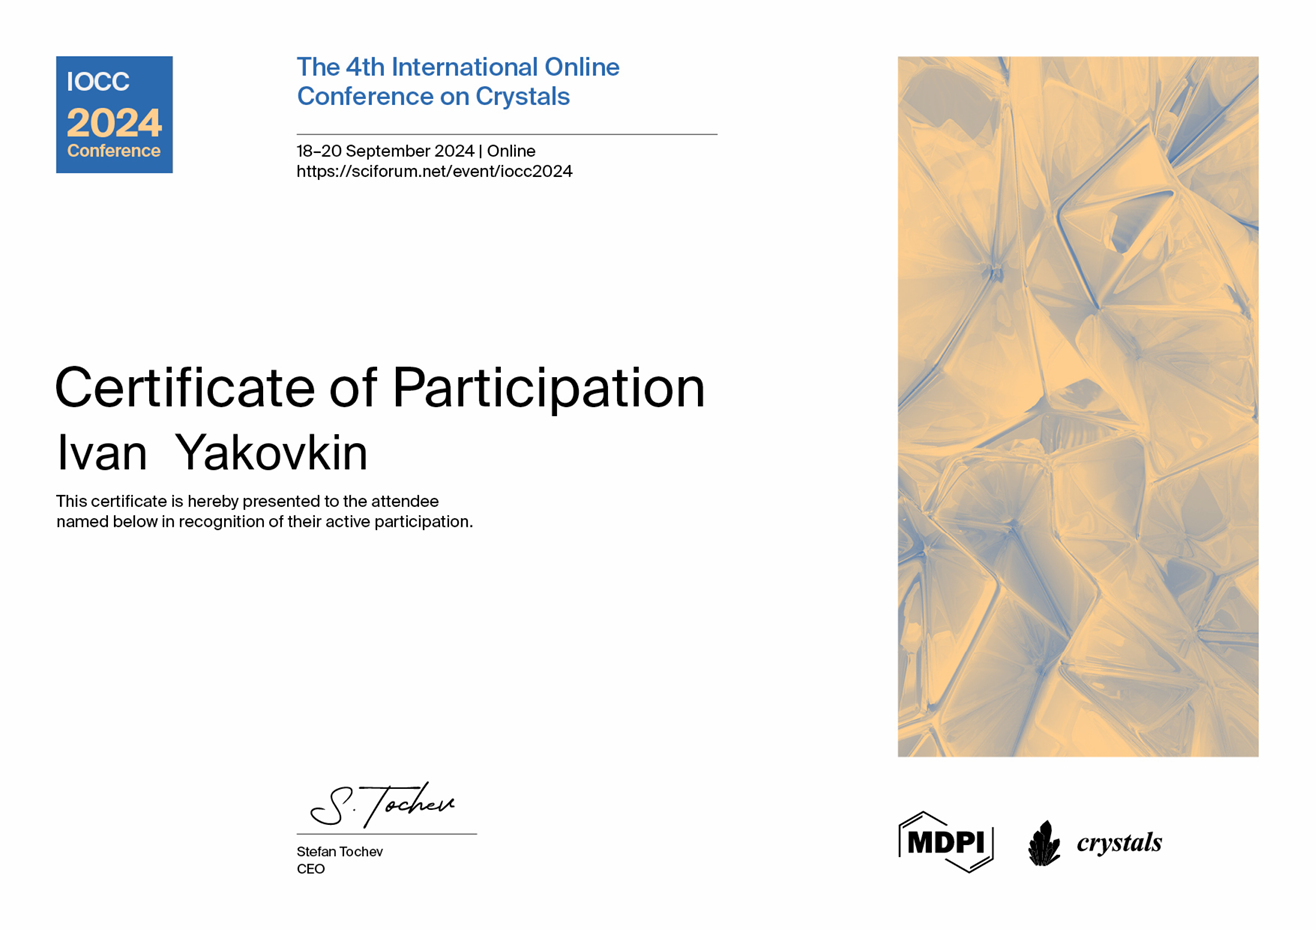 IOCC
2024
Conference
The 4th International Online
Conference on Crystals
18–20 September 2024 | Online
https://sciforum.net/event/iocc2024
Certificate of Participation
Ivan Yakovkin
This certificate is hereby presented to the attendee
named below in recognition of their active participation.
S. Tochev
Stefan Tochev
CEO
MDPI
crystals